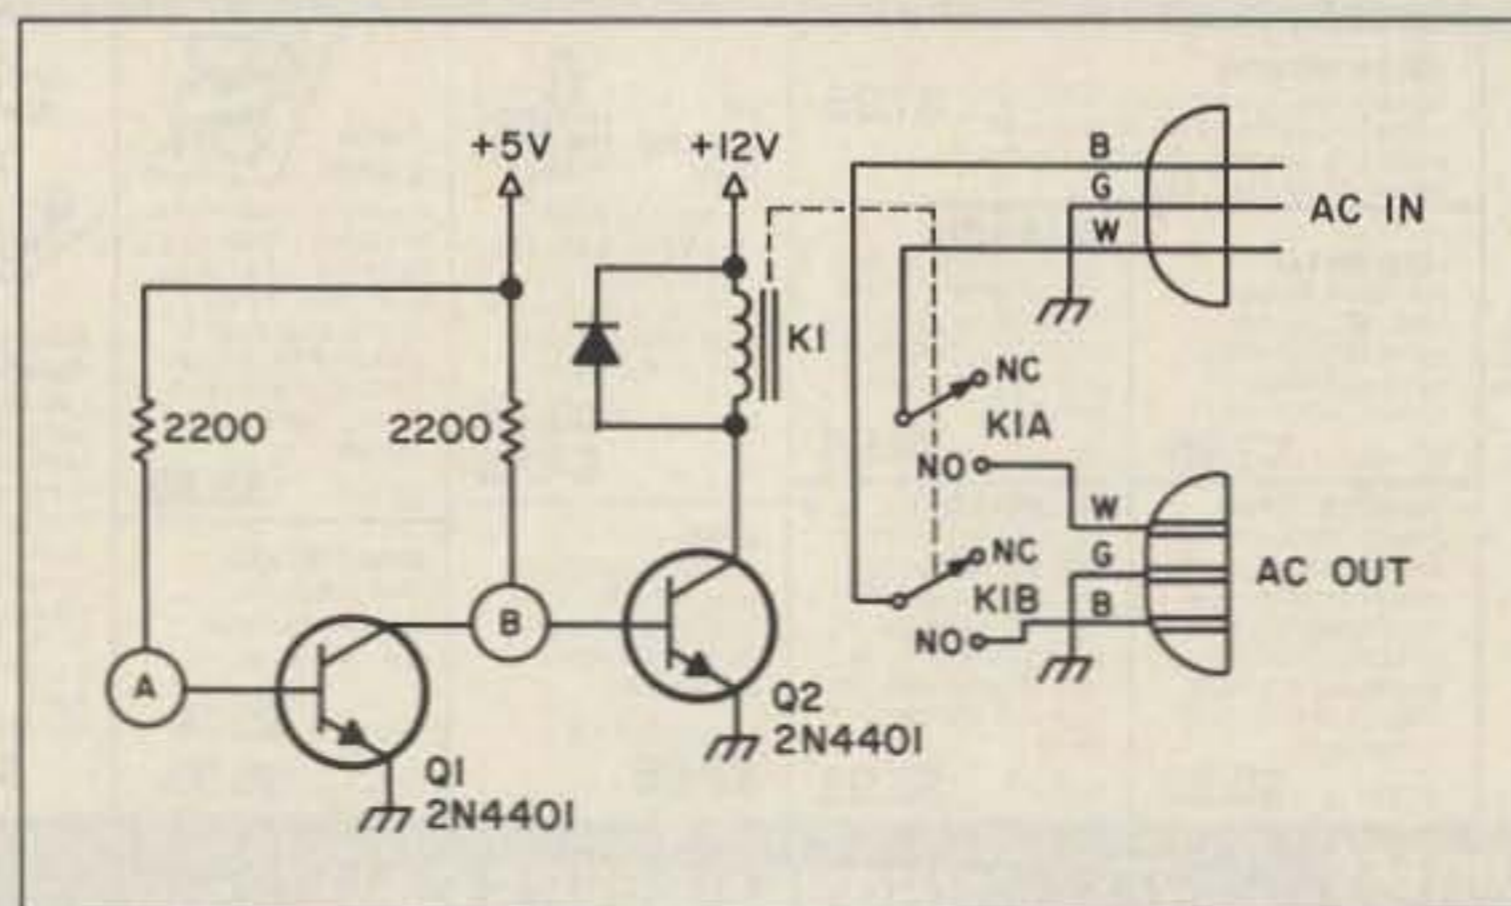 +5V
+12V
B
G
W
AC IN
K1
NC
K1A
NO
2200
2200
W
G
B
AC OUT
NC
K1B
NO
A
B
Q1
2N4401
Q2
2N4401